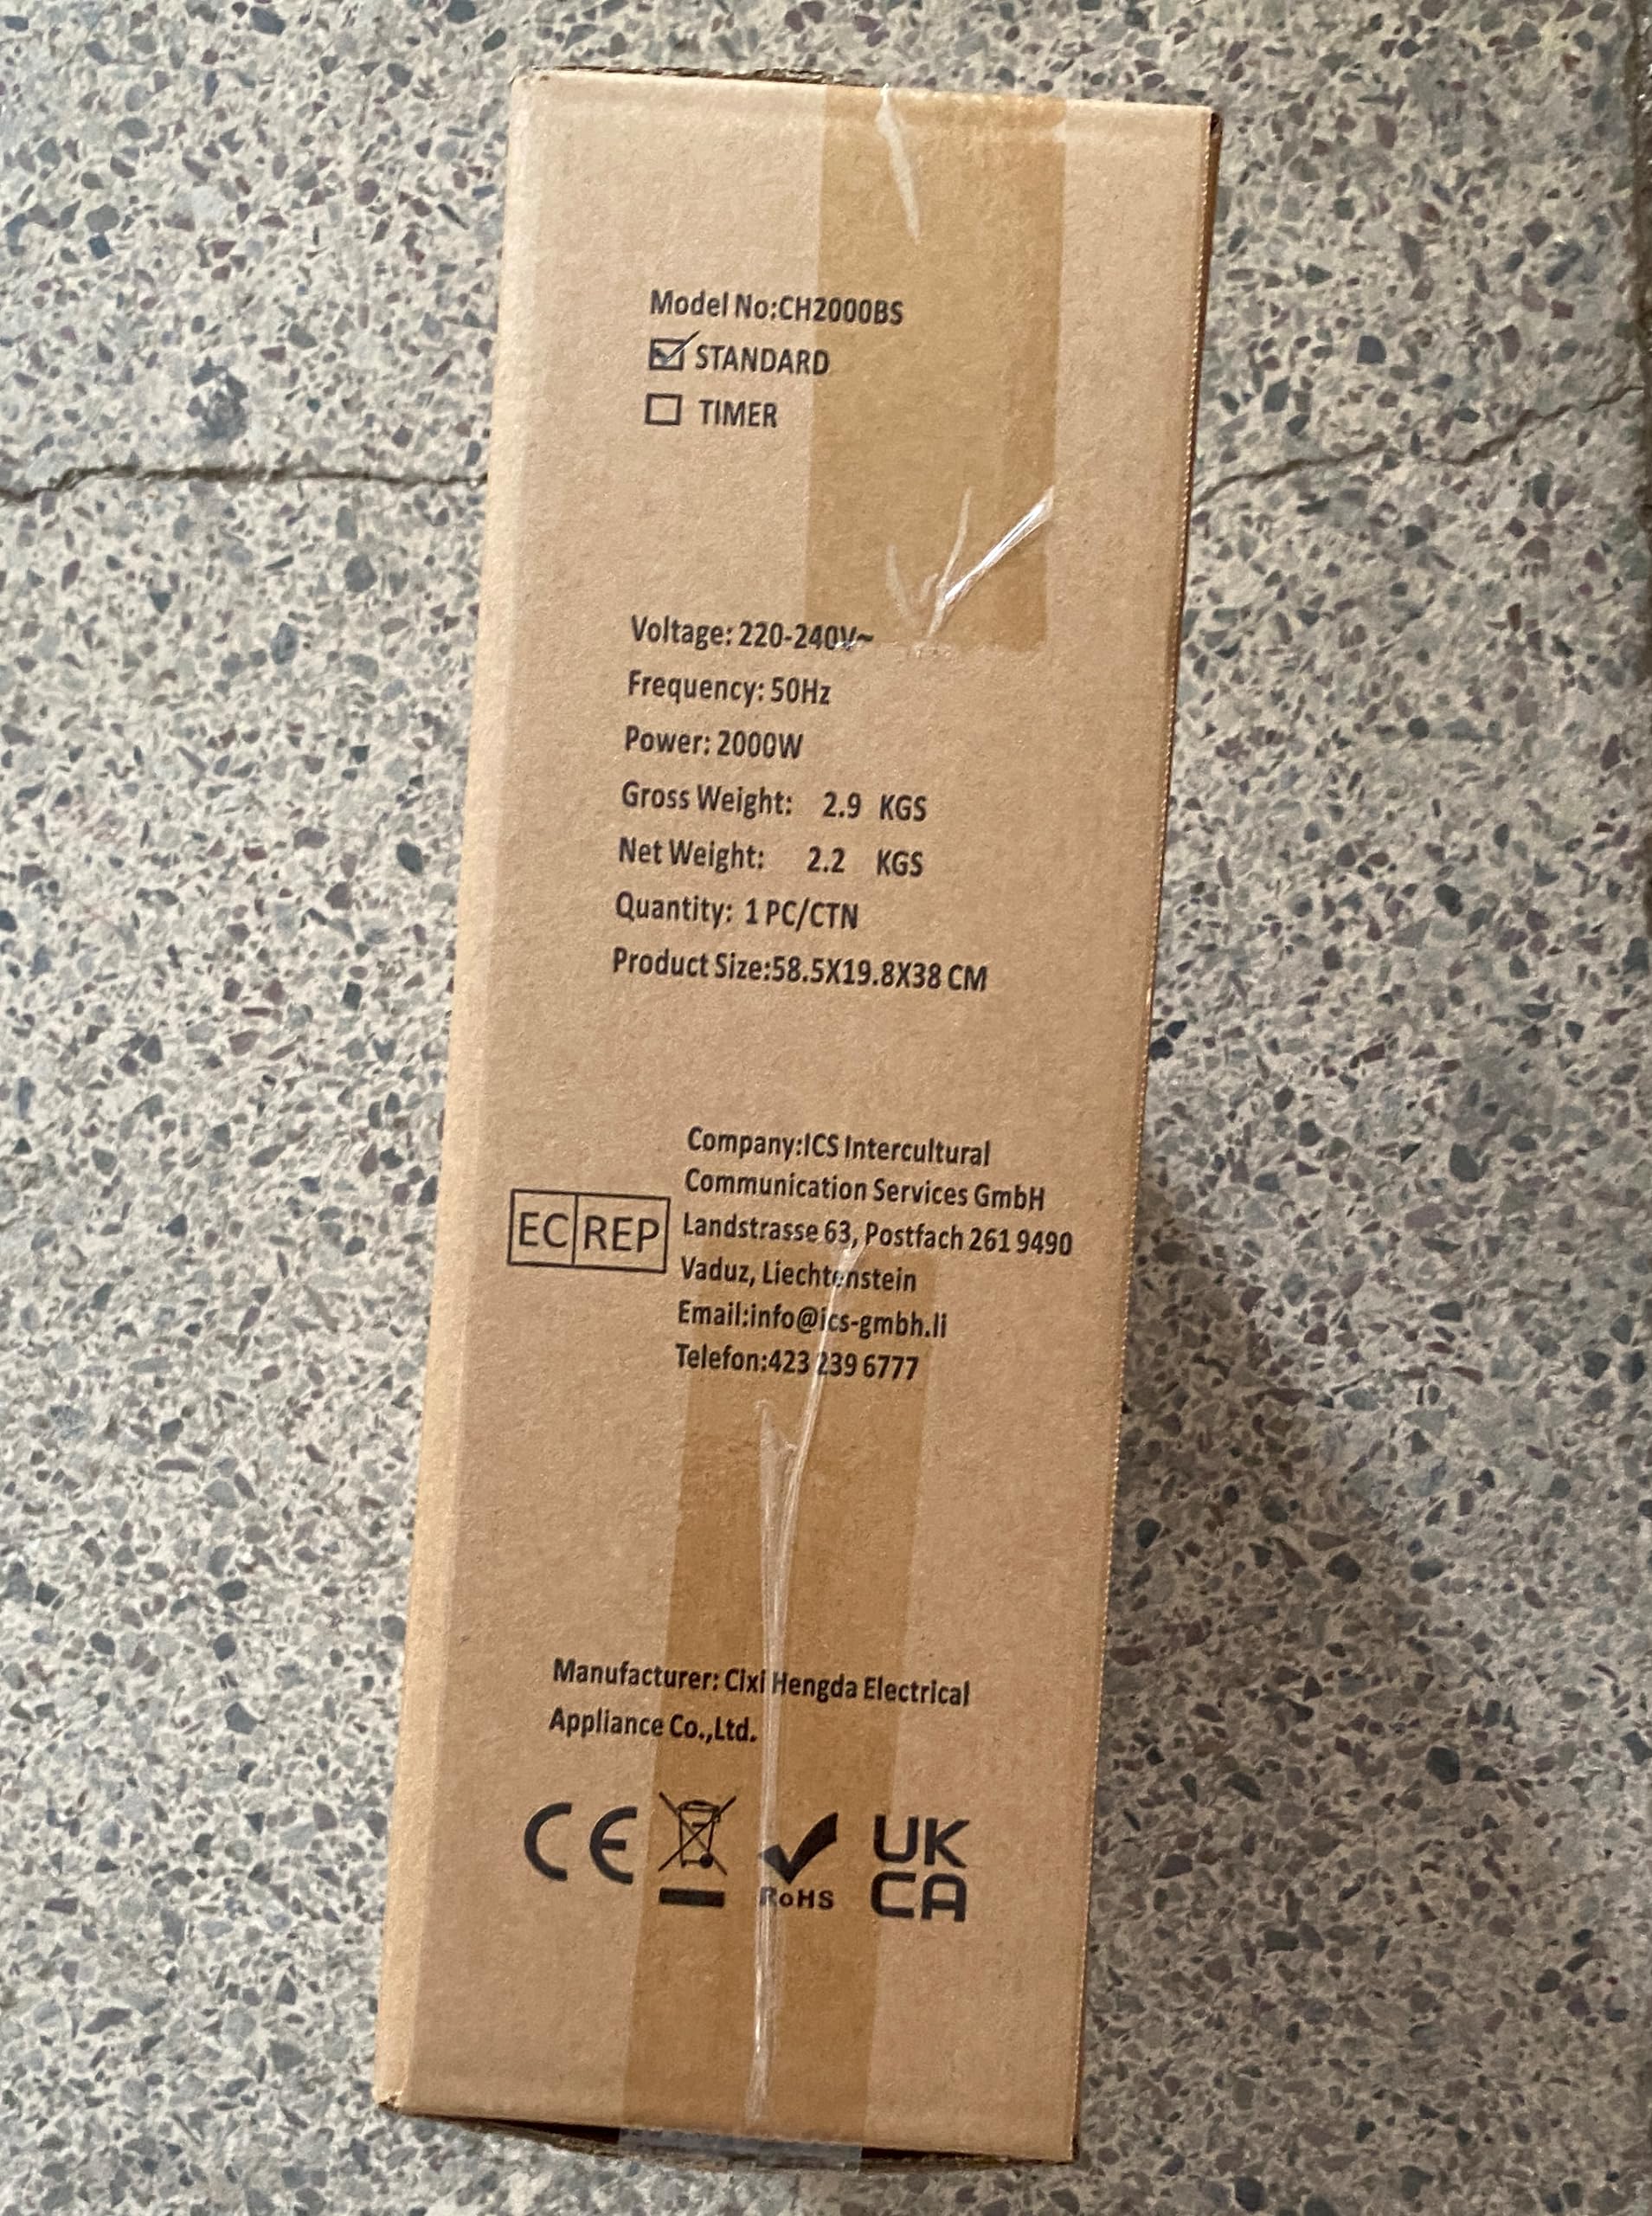 Model No:CH2000BS
STANDARD
TIMER
Voltage: 220-240V~
Frequency: 50Hz
Power: 2000W
Gross Weight: 2.9 KGS
Net Weight: 2.2 KGS
Quantity: 1 PC/CTN
Product Size:58.5X19.8X38 CM
Company:ICS Intercultural
Communication Services GmbH
EC REP
Landstrasse 63, Postfach 261 9490
Vaduz, Liechtenstein
Email:info@ics-gmbh.li
Telefon:423 239 6777
Manufacturer: Cixi Hengda Electrical
Appliance Co.,Ltd.
CE
RoHS
UK
CA